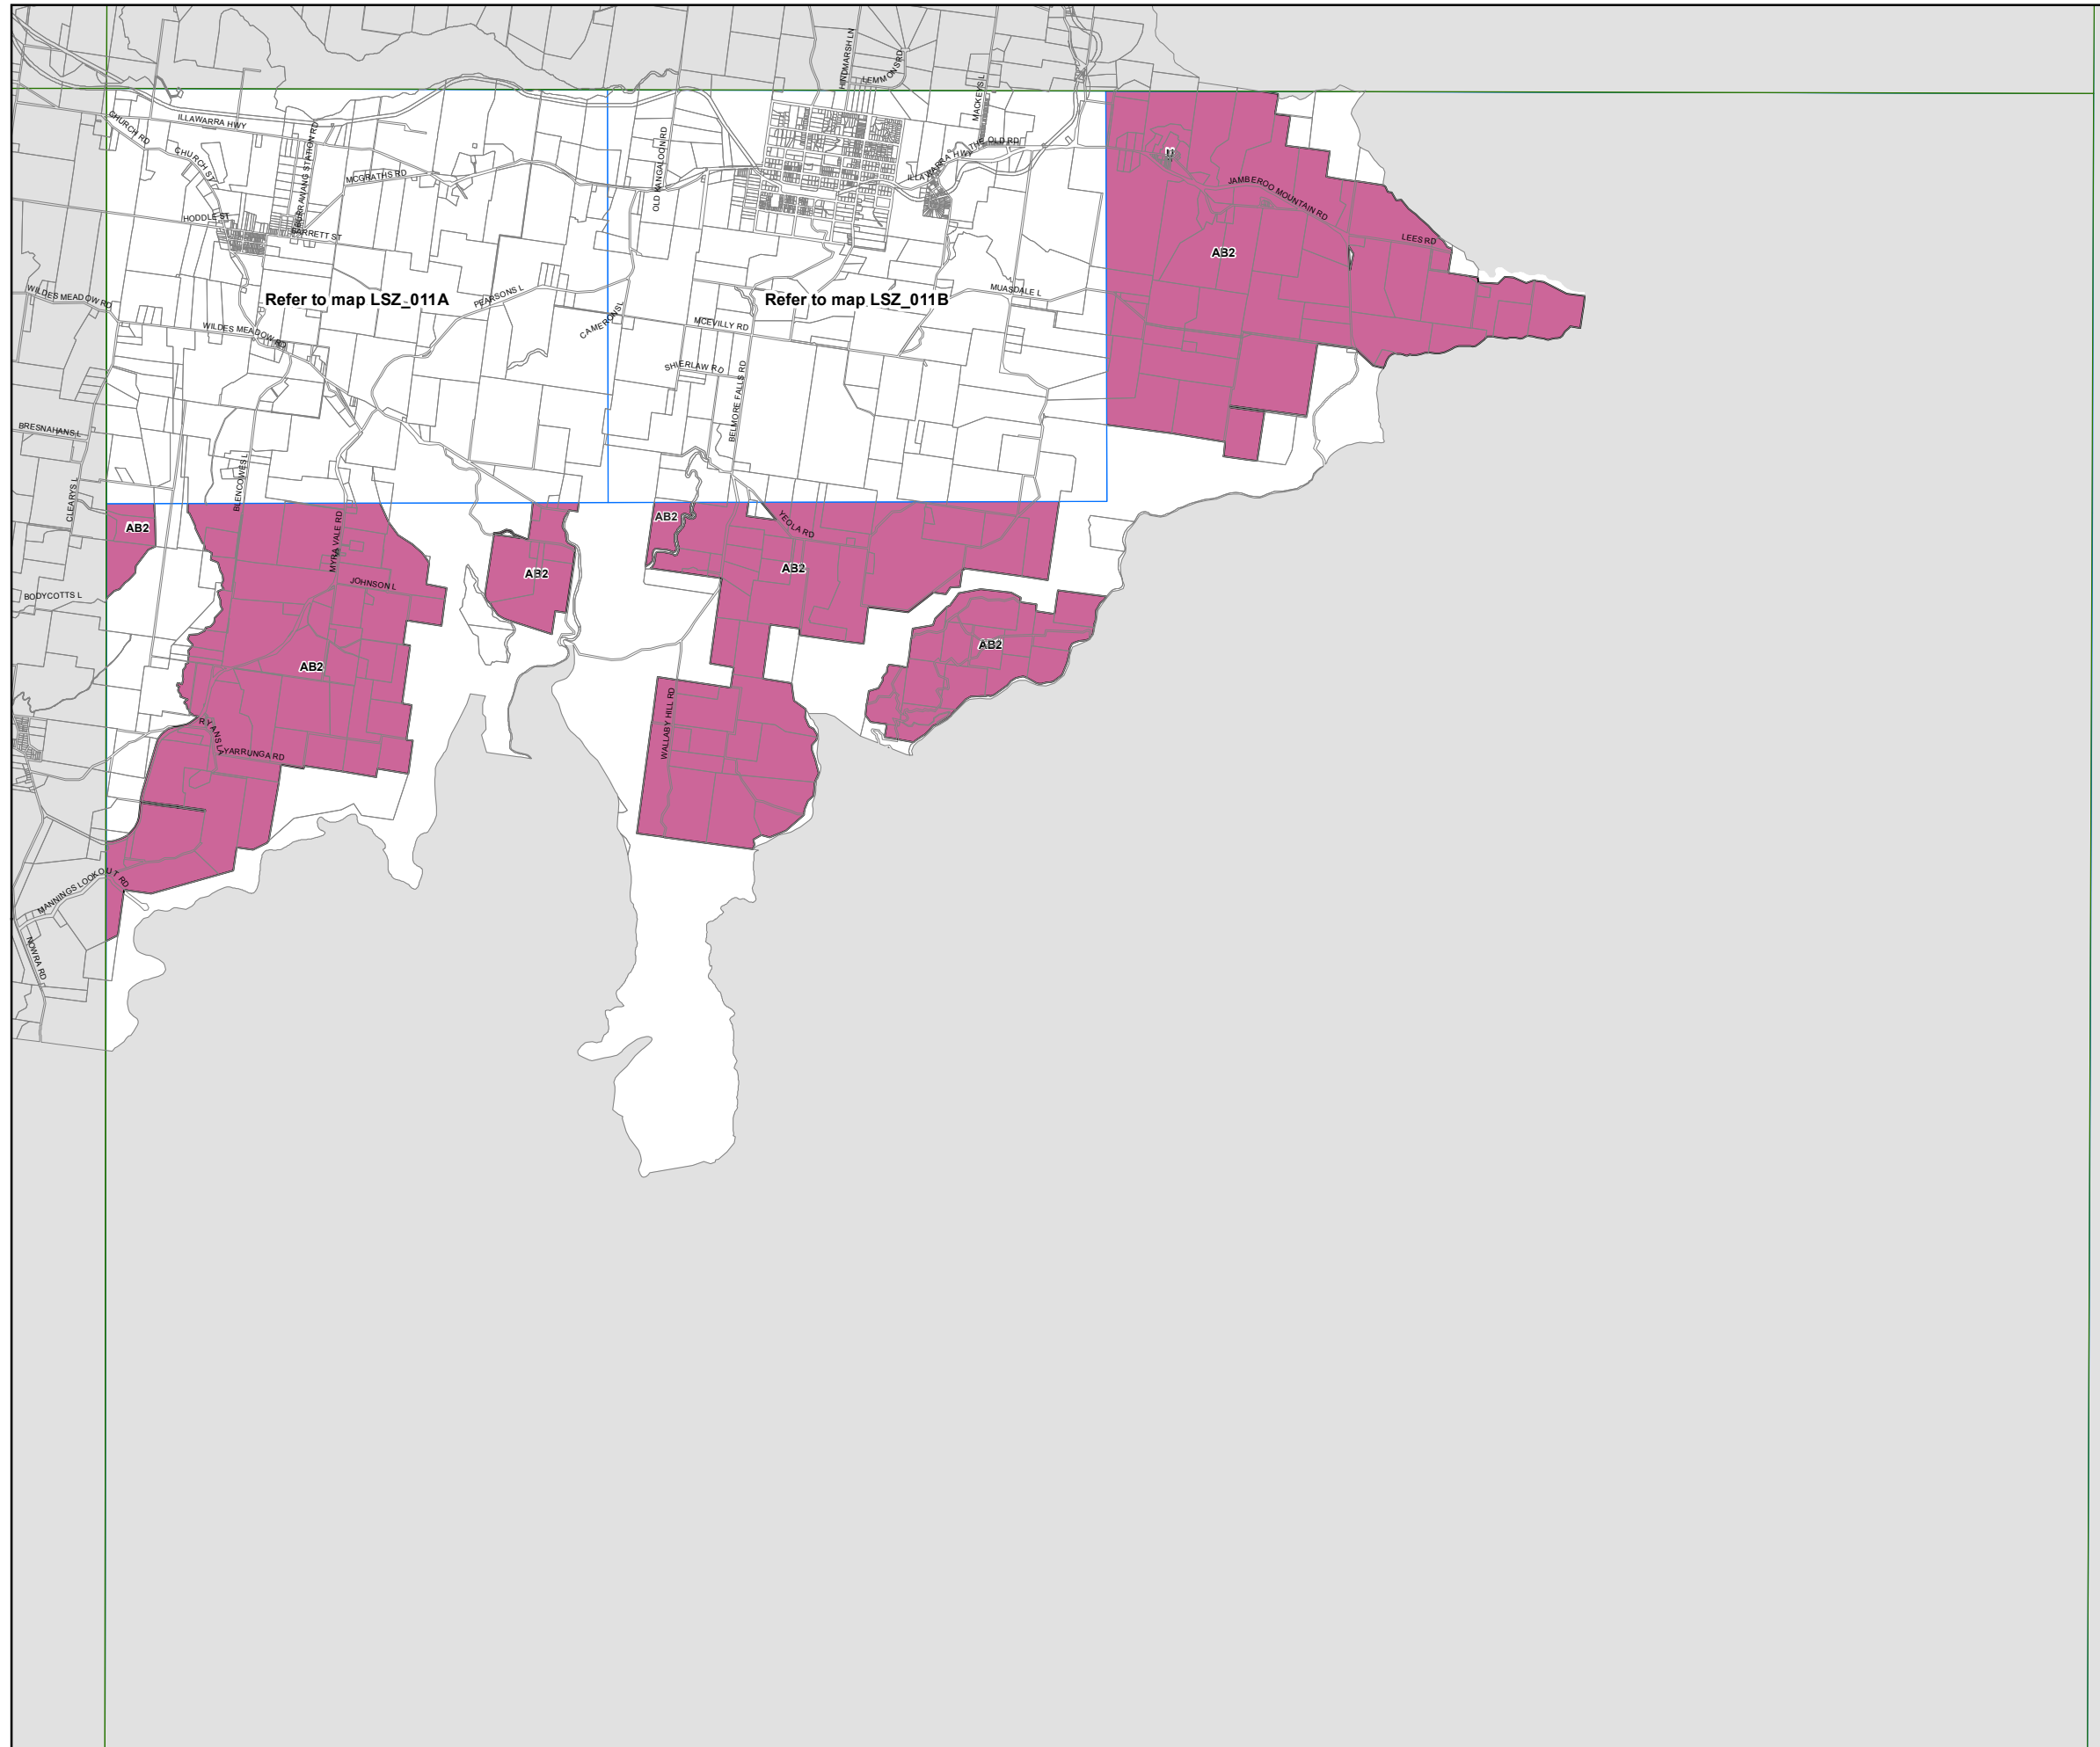 HINDMARSH LN
LEMMONS RD
MACKEYS L
CHURCH RD
ILLAWARRA HWY
CHURCH ST
MCGRATHS RD
OLD WANGALOON RD
THE OLD RD
ILLAWARRA HWY
U
JAMBEROO MOUNTAIN RD
LEES RD
HODDLE ST
BARRETT ST
AB2
WILDES MEADOW RD
Refer to map LSZ_011A
PEARSONS L
CAMERONS L
Refer to map LSZ_011B
MUASDALE L
WILDES MEADOW RD
MCEVILLY RD
SHIERLAW RD
BELMORE FALLS RD
BRESNAHANS L
BLENCOWES L
CLEARYS L
AB2
MYRA VALE RD
AB2
YEOLA RD
AB2
AB2
JOHNSON L
BODYCOTTS L
AB2
AB2
WALLABY HILL RD
RYANS LA
YARRUNGA RD
MANNINGS LOOKOUT RD
NOWRA RD